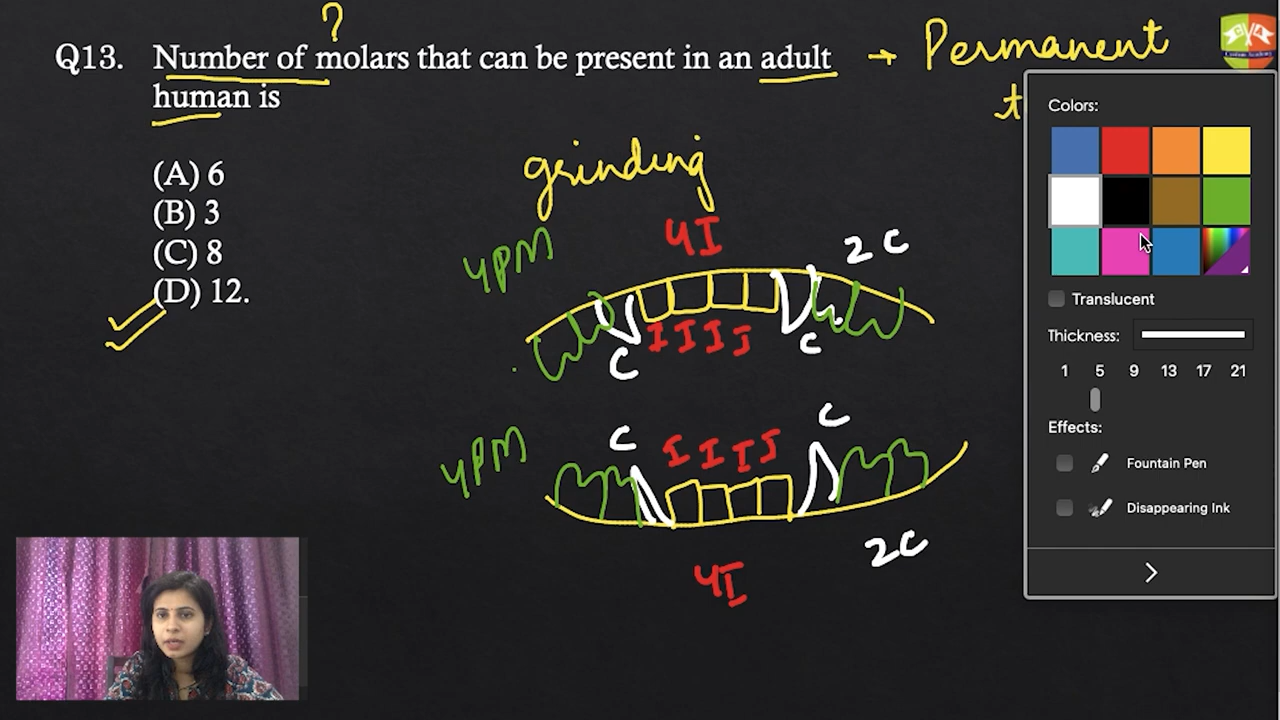 ?
Q13. Number of molars that can be present in an adult → Permanent
human is
t
(A) 6
(B) 3
(C) 8
(D) 12.
grinding
4PM 4I 2C
C I I I I C
4PM C I I I I C
4I 2C
Colors:
Translucent
Thickness:
1 5 9 13 17 21
Effects:
Fountain Pen
Disappearing Ink